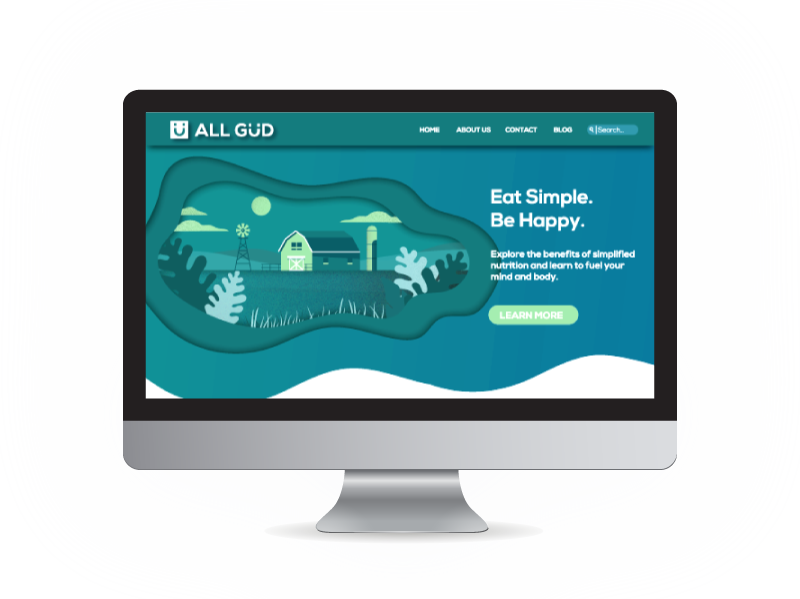 ALL GÜD
HOME ABOUT US CONTACT BLOG Search...
Eat Simple.
Be Happy.
Explore the benefits of simplified
nutrition and learn to fuel your
mind and body.
LEARN MORE